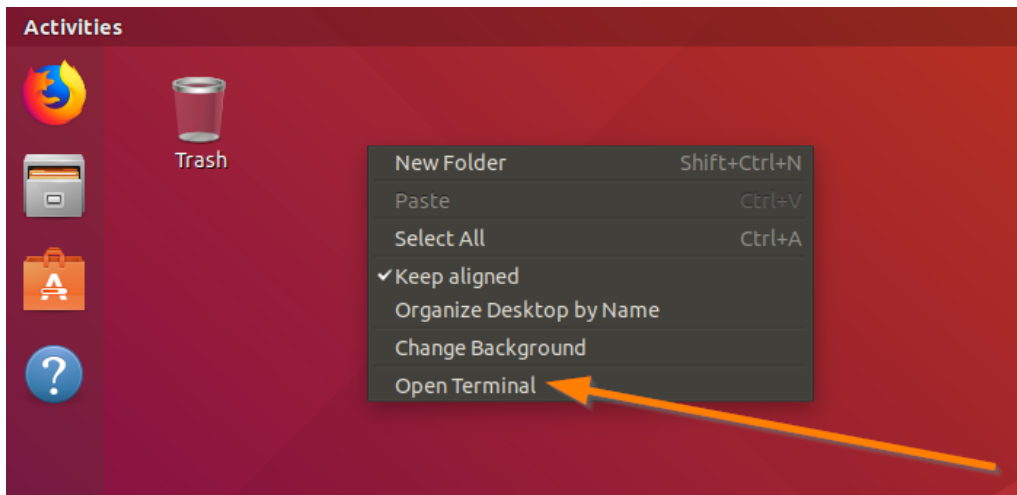 Activities
Trash
New Folder Shift+Ctrl+N
Paste Ctrl+V
Select All Ctrl+A
Keep aligned
Organize Desktop by Name
Change Background
Open Terminal